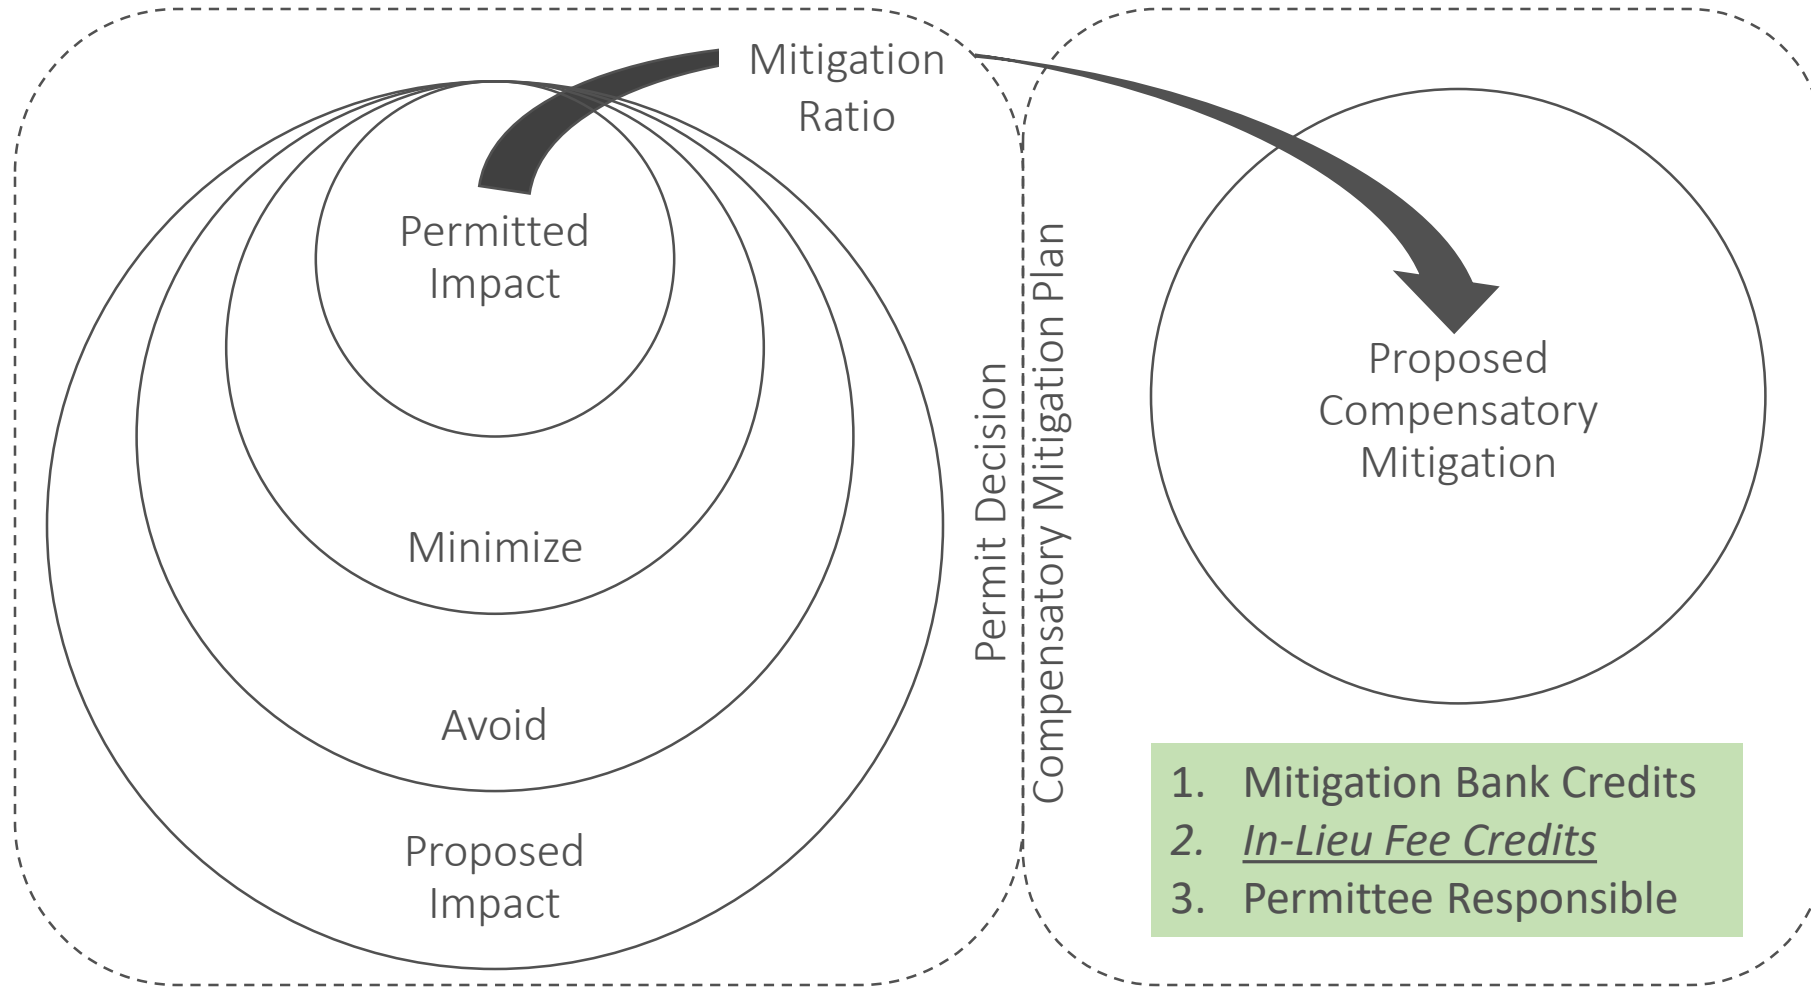 Mitigation
Ratio
Permitted
Impact
Minimize
Avoid
Proposed
Impact
Permit Decision
Compensatory Mitigation Plan
Proposed
Compensatory
Mitigation
1. Mitigation Bank Credits
2. In-Lieu Fee Credits
3. Permittee Responsible